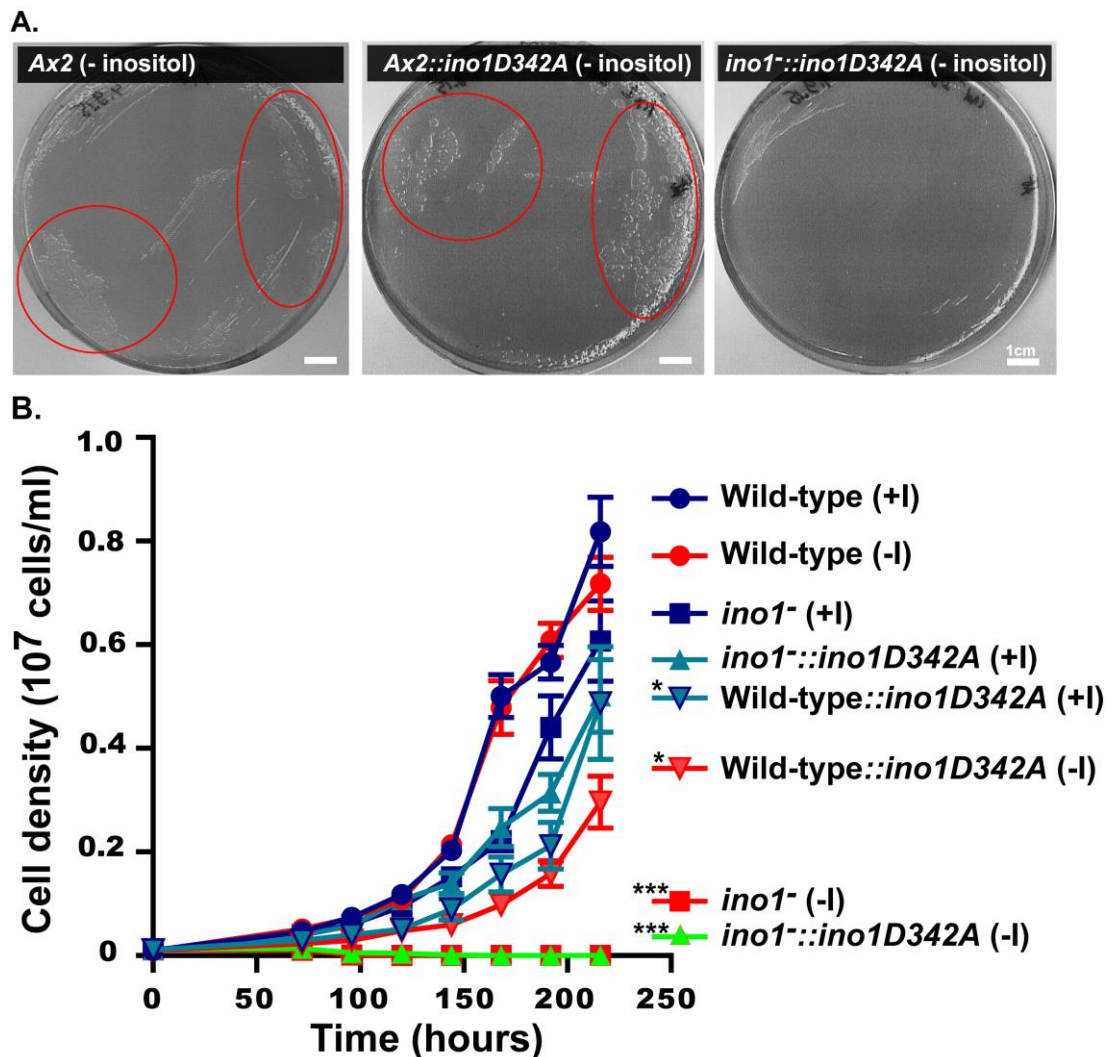 A.
Ax2 (- inositol)
Ax2::ino1D342A (- inositol)
ino1⁻::ino1D342A (- inositol)
1cm
B.
Cell density (10⁷ cells/ml)
1.0
0.8
0.6
0.4
0.2
0
0 50 100 150 200 250
Time (hours)
Wild-type (+I)
Wild-type (-I)
ino1⁻ (+I)
ino1⁻::ino1D342A (+I)
* Wild-type::ino1D342A (+I)
* Wild-type::ino1D342A (-I)
*** ino1⁻ (-I)
*** ino1⁻::ino1D342A (-I)